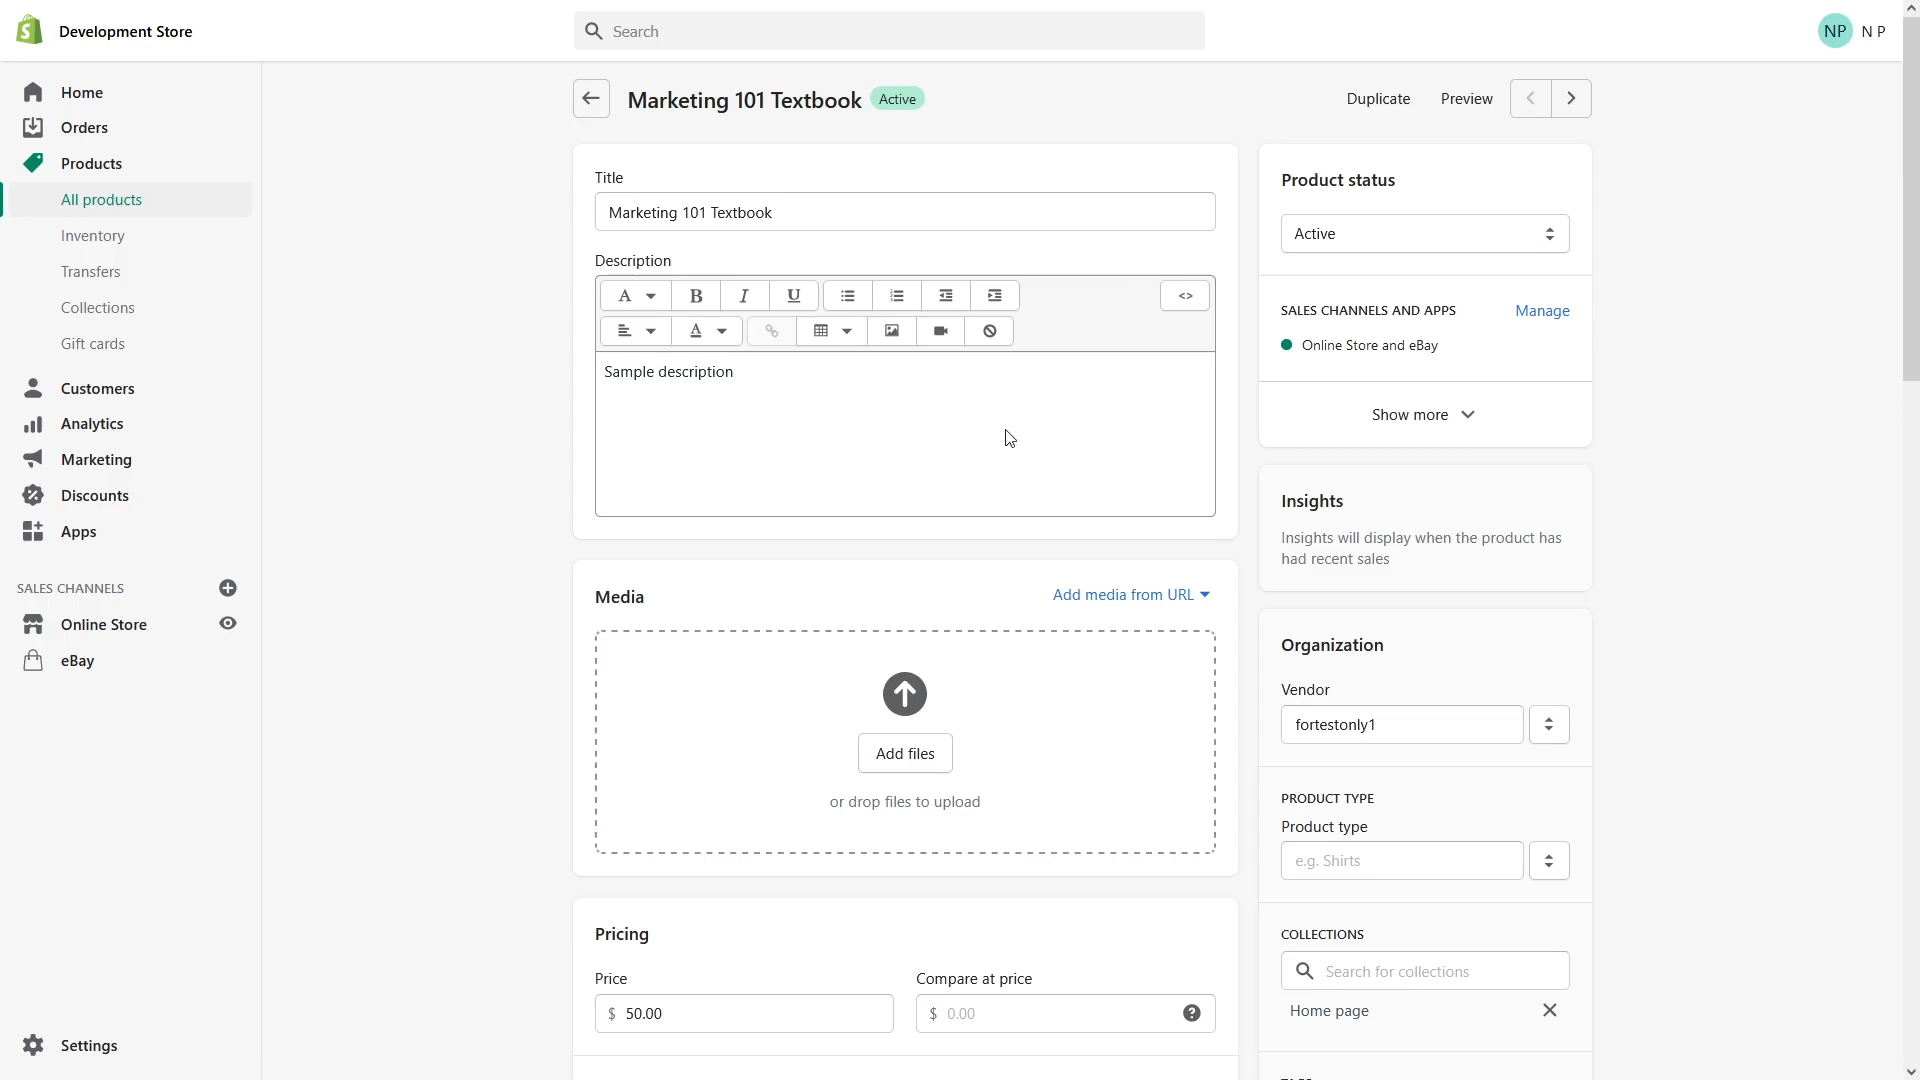 Development Store
Search
NP
N P
Home
Orders
Products
All products
Inventory
Transfers
Collections
Gift cards
Customers
Analytics
Marketing
Discounts
Apps
SALES CHANNELS
Online Store
eBay
Settings
Marketing 101 Textbook
Active
Duplicate
Preview
Title
Marketing 101 Textbook
Description
A
B
I
U
<>
A
Sample description
Media
Add media from URL
Add files
or drop files to upload
Pricing
Price
Compare at price
$ 50.00
$ 0.00
Product status
Active
SALES CHANNELS AND APPS
Manage
Online Store and eBay
Show more
Insights
Insights will display when the product has
had recent sales
Organization
Vendor
fortestonly1
PRODUCT TYPE
Product type
e.g. Shirts
COLLECTIONS
Search for collections
Home page